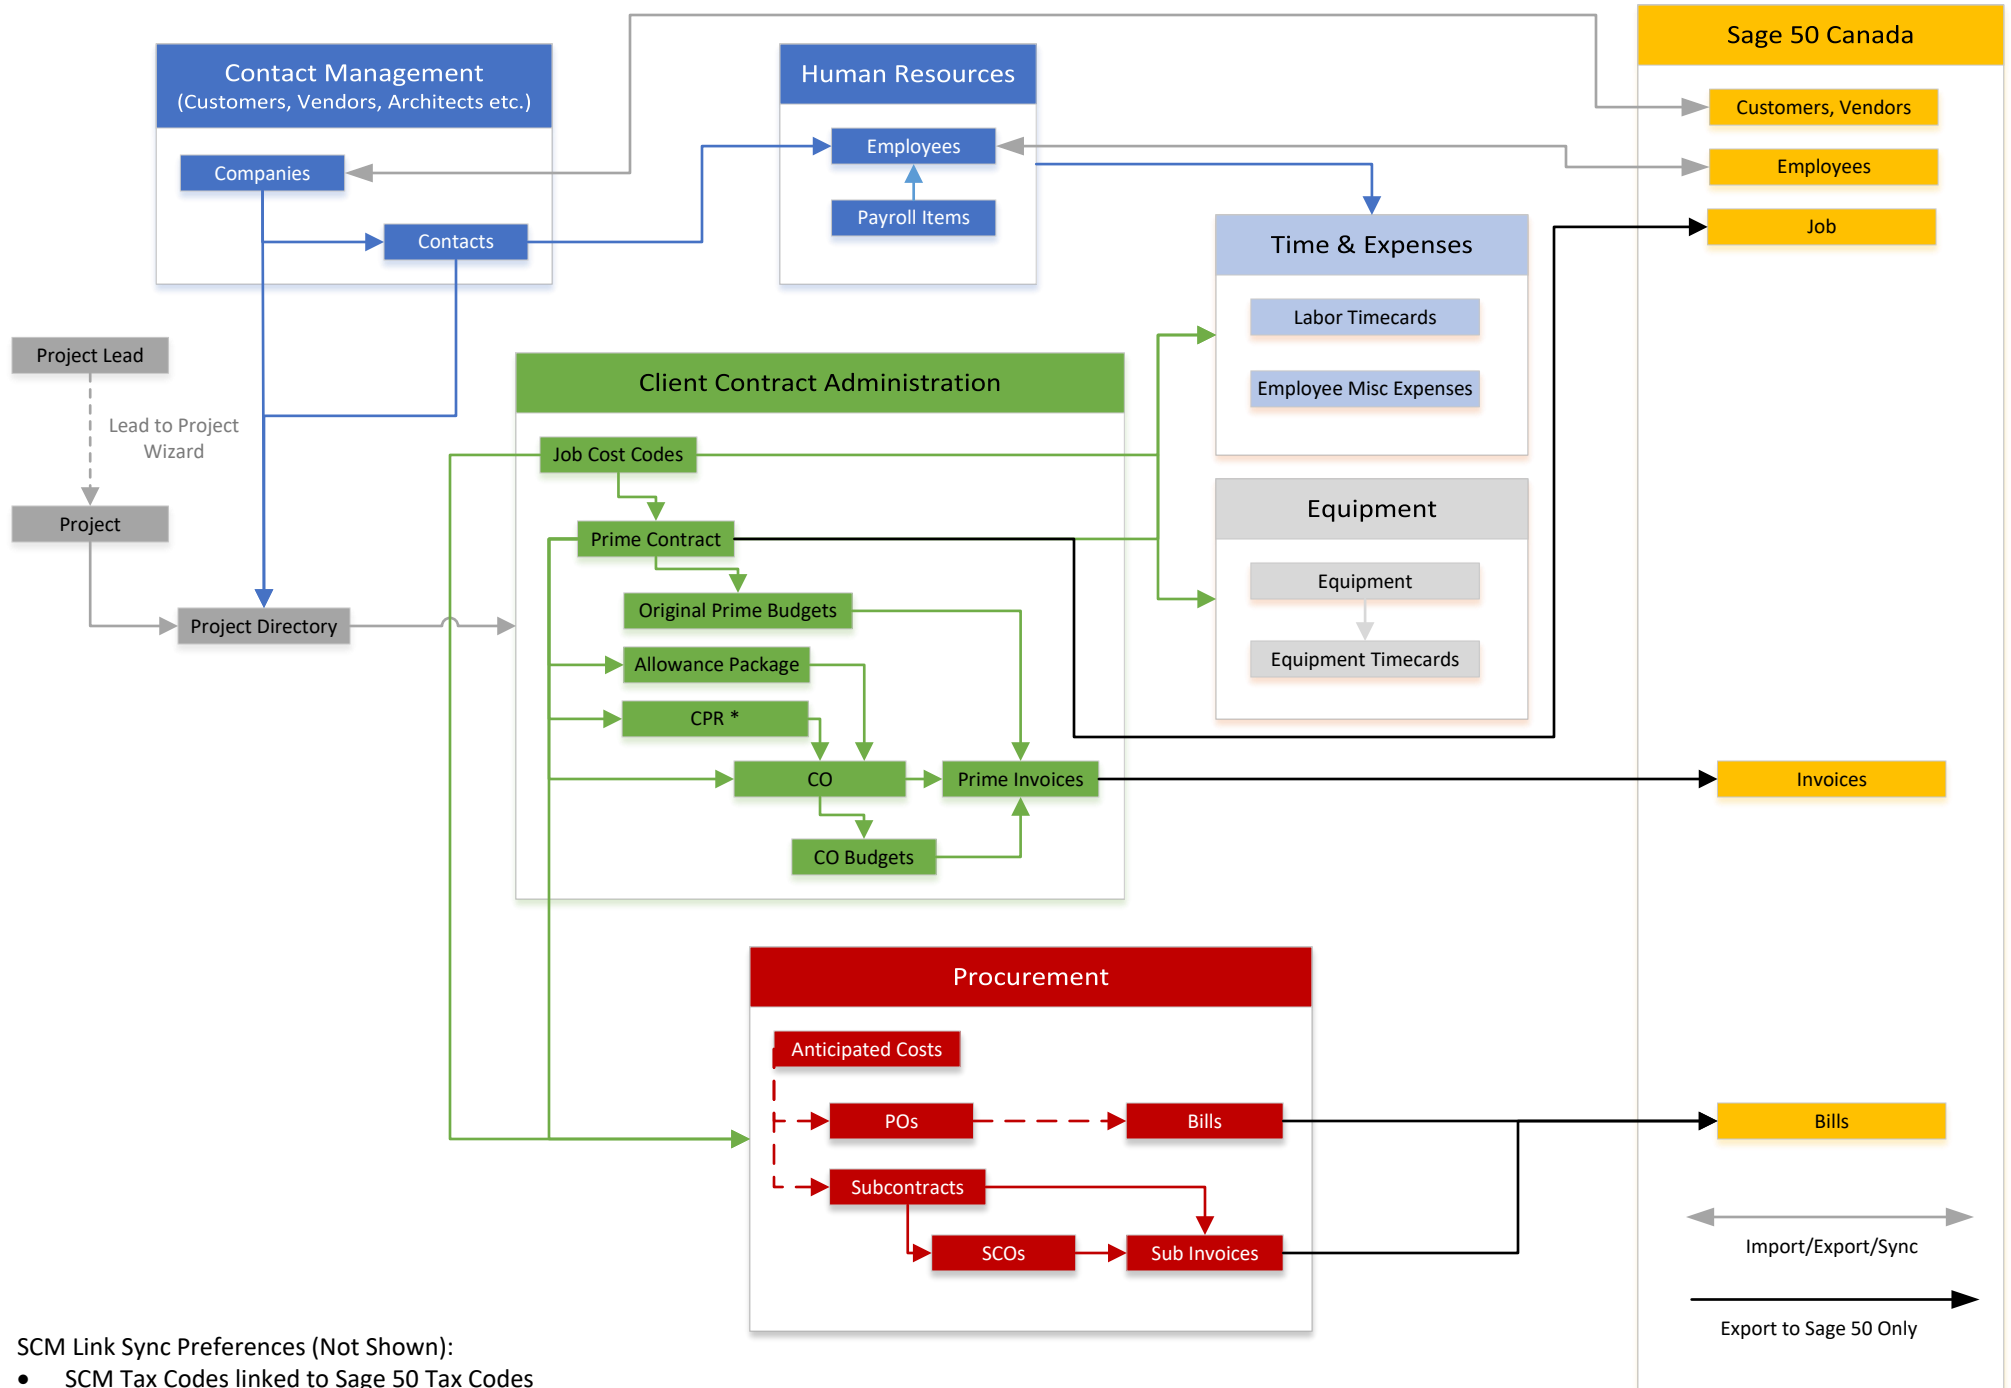 Sage 50 Canada
Contact Management
(Customers, Vendors, Architects etc.)
Human Resources
Customers, Vendors
Employees
Companies
Employees
Payroll Items
Contacts
Job
Time & Expenses
Labor Timecards
Project Lead
Client Contract Administration
Employee Misc Expenses
Lead to Project
Wizard
Job Cost Codes
Equipment
Project
Prime Contract
Equipment
Original Prime Budgets
Project Directory
Allowance Package
Equipment Timecards
CPR *
CO
Prime Invoices
Invoices
CO Budgets
Procurement
Anticipated Costs
POs
Bills
Bills
Subcontracts
SCOs
Sub Invoices
Import/Export/Sync
Export to Sage 50 Only
SCM Link Sync Preferences (Not Shown):
• SCM Tax Codes linked to Sage 50 Tax Codes